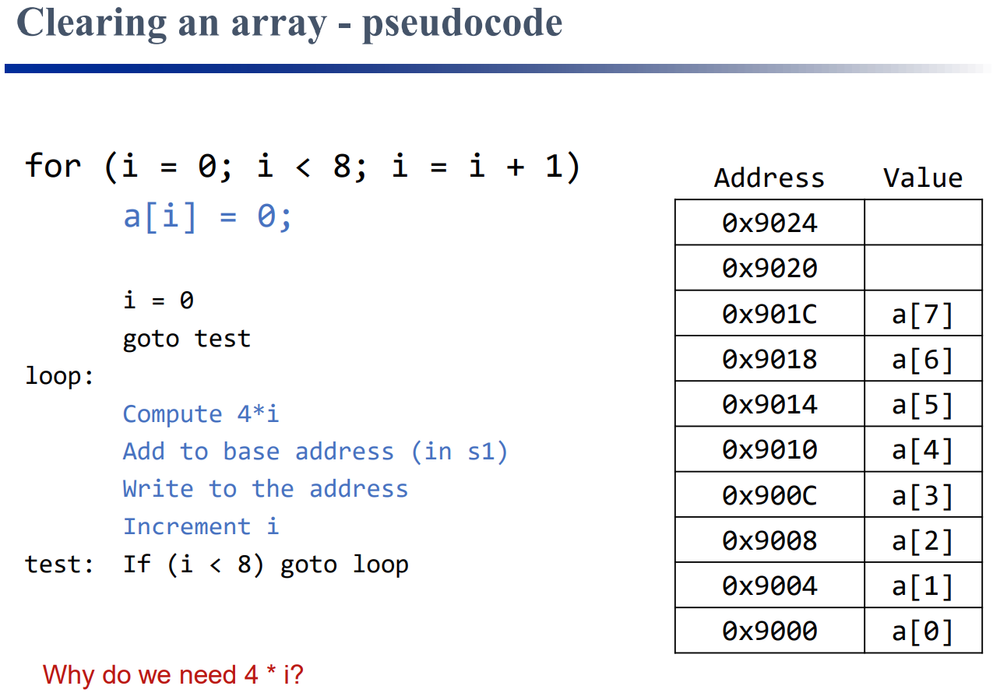 Clearing an array - pseudocode
for (i = 0; i < 8; i = i + 1)
a[i] = 0;
i = 0
goto test
loop:
Compute 4*i
Add to base address (in s1)
Write to the address
Increment i
test: If (i < 8) goto loop
Why do we need 4 * i?
Address Value
0x9024
0x9020
0x901C a[7]
0x9018 a[6]
0x9014 a[5]
0x9010 a[4]
0x900C a[3]
0x9008 a[2]
0x9004 a[1]
0x9000 a[0]